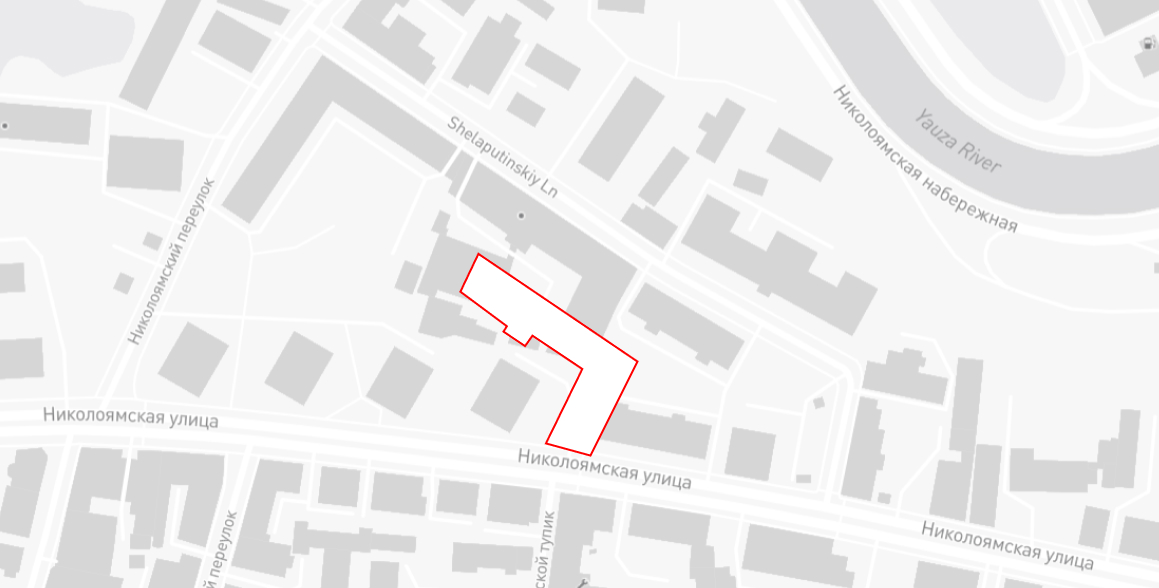 Shelaputinskiy Ln
Николоямская набережная
Yauza River
Николоямский переулок
Николоямская улица
Николоямская улица
Николоямская улица
й переулок
ской тупик